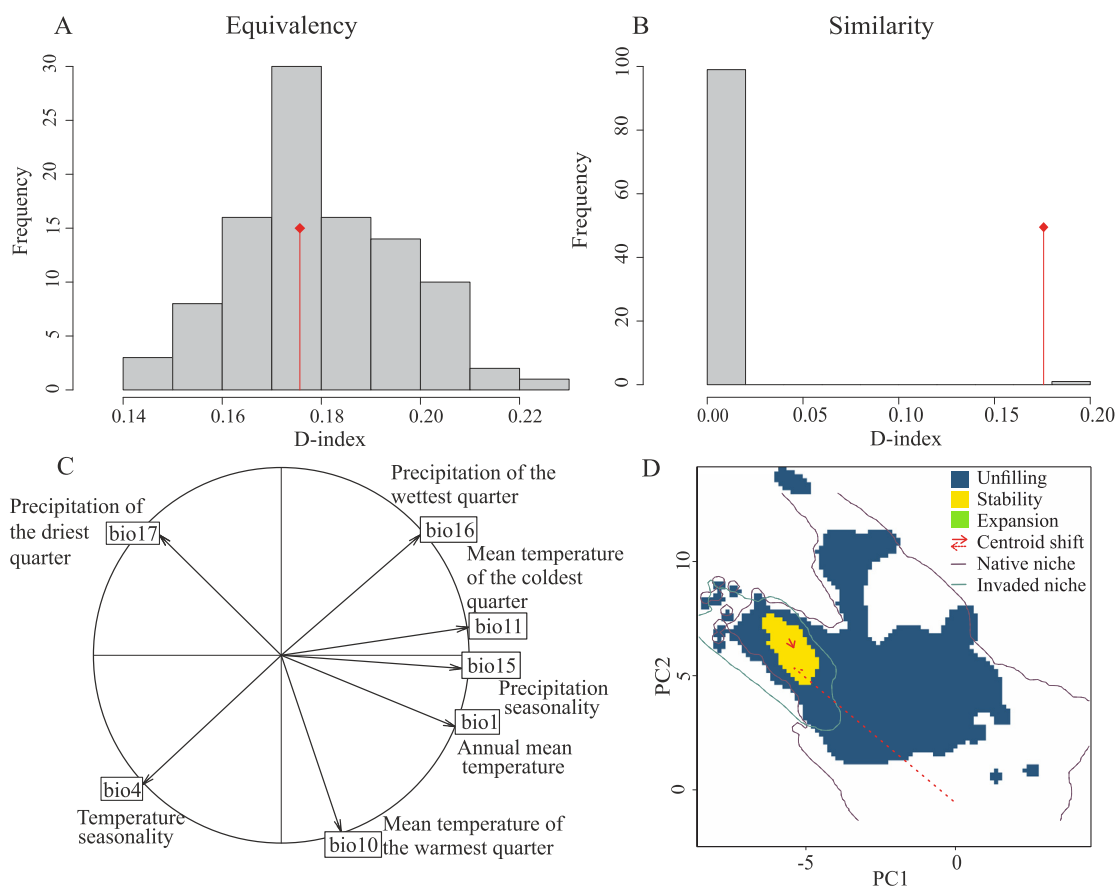 A
Equivalency
Frequency
30
25
20
15
10
5
0
0.14
0.16
0.18
0.20
0.22
D-index
B
Similarity
Frequency
100
80
60
40
20
0
0.00
0.05
0.10
0.15
0.20
D-index
C
Precipitation of
the driest
quarter
bio17
Precipitation of the
wettest quarter
bio16
Mean temperature
of the coldest
quarter
bio11
bio15
Precipitation
seasonality
bio1
Annual mean
temperature
bio4
Temperature
seasonality
bio10
Mean temperature of
the warmest quarter
D
Unfilling
Stability
Expansion
Centroid shift
Native niche
Invaded niche
PC2
10
5
0
-5
0
PC1